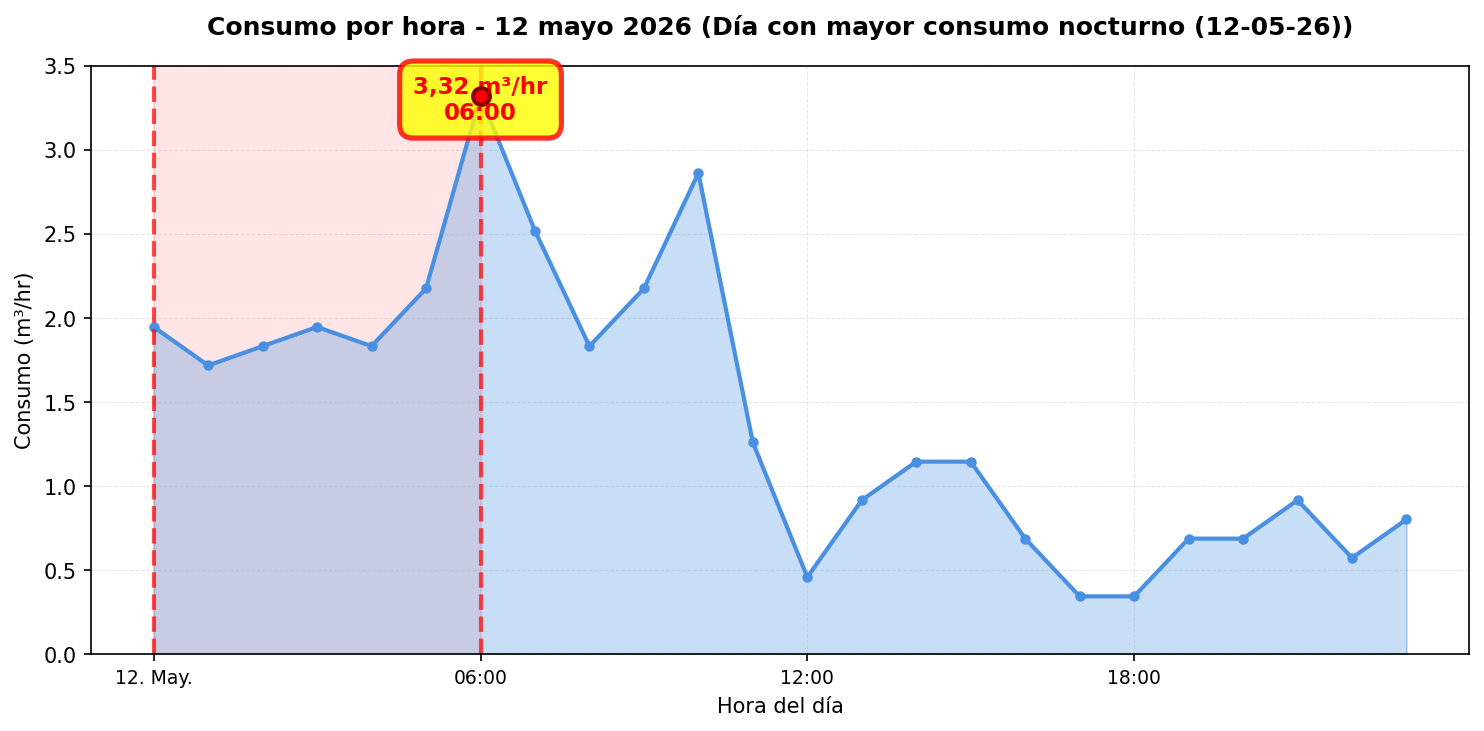 Consumo por hora - 12 mayo 2026 (Día con mayor consumo nocturno (12-05-26))
3,32 m³/hr
06:00
Consumo (m³/hr)
3.5
3.0
2.5
2.0
1.5
1.0
0.5
0.0
12. May.
06:00
12:00
18:00
Hora del día